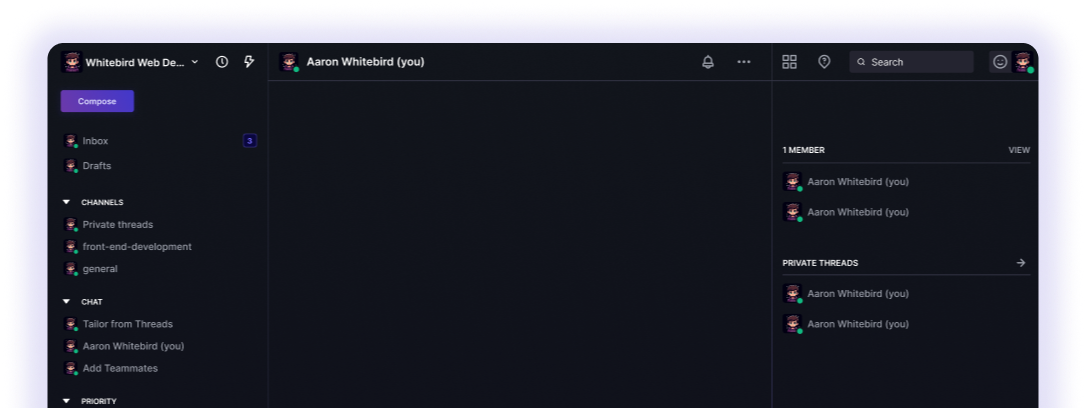 Whitebird Web De...
Compose
Inbox 3
Drafts
CHANNELS
Private threads
front-end-development
general
CHAT
Tailor from Threads
Aaron Whitebird (you)
Add Teammates
PRIORITY
Aaron Whitebird (you)
Search
1 MEMBER VIEW
Aaron Whitebird (you)
Aaron Whitebird (you)
PRIVATE THREADS
Aaron Whitebird (you)
Aaron Whitebird (you)